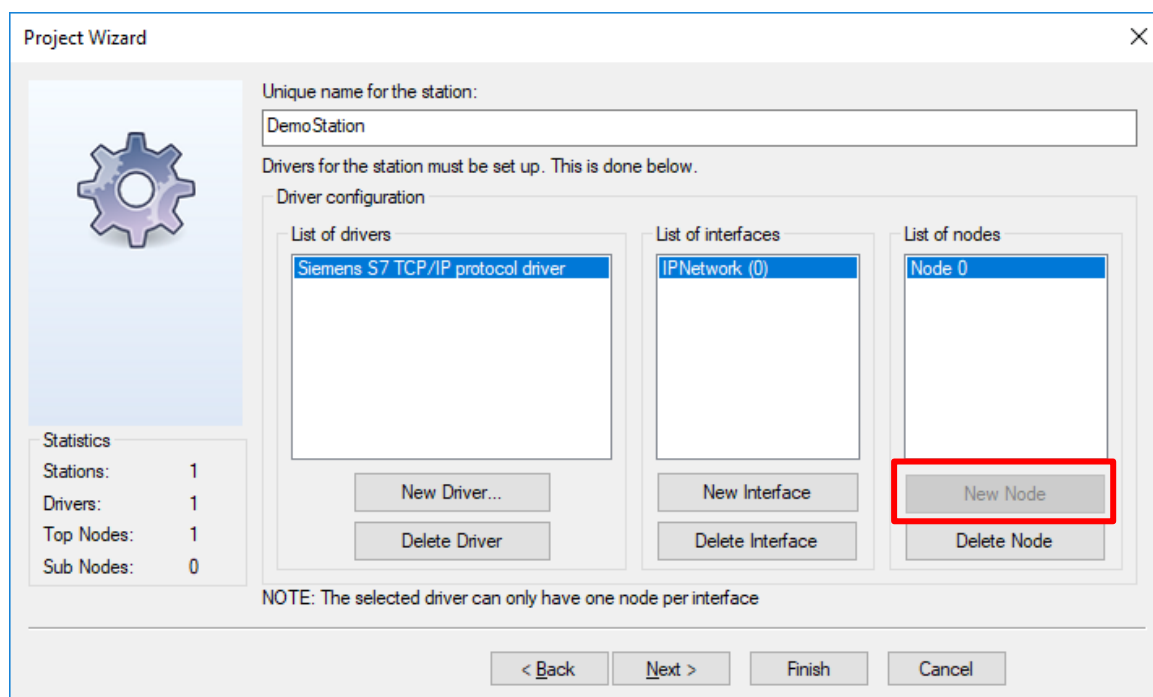 Project Wizard
Unique name for the station:
DemoStation
Drivers for the station must be set up. This is done below.
Driver configuration
List of drivers
Siemens S7 TCP/IP protocol driver
New Driver...
Delete Driver
List of interfaces
IPNetwork (0)
New Interface
Delete Interface
List of nodes
Node 0
New Node
Delete Node
Statistics
Stations: 1
Drivers: 1
Top Nodes: 1
Sub Nodes: 0
NOTE: The selected driver can only have one node per interface
< Back
Next >
Finish
Cancel